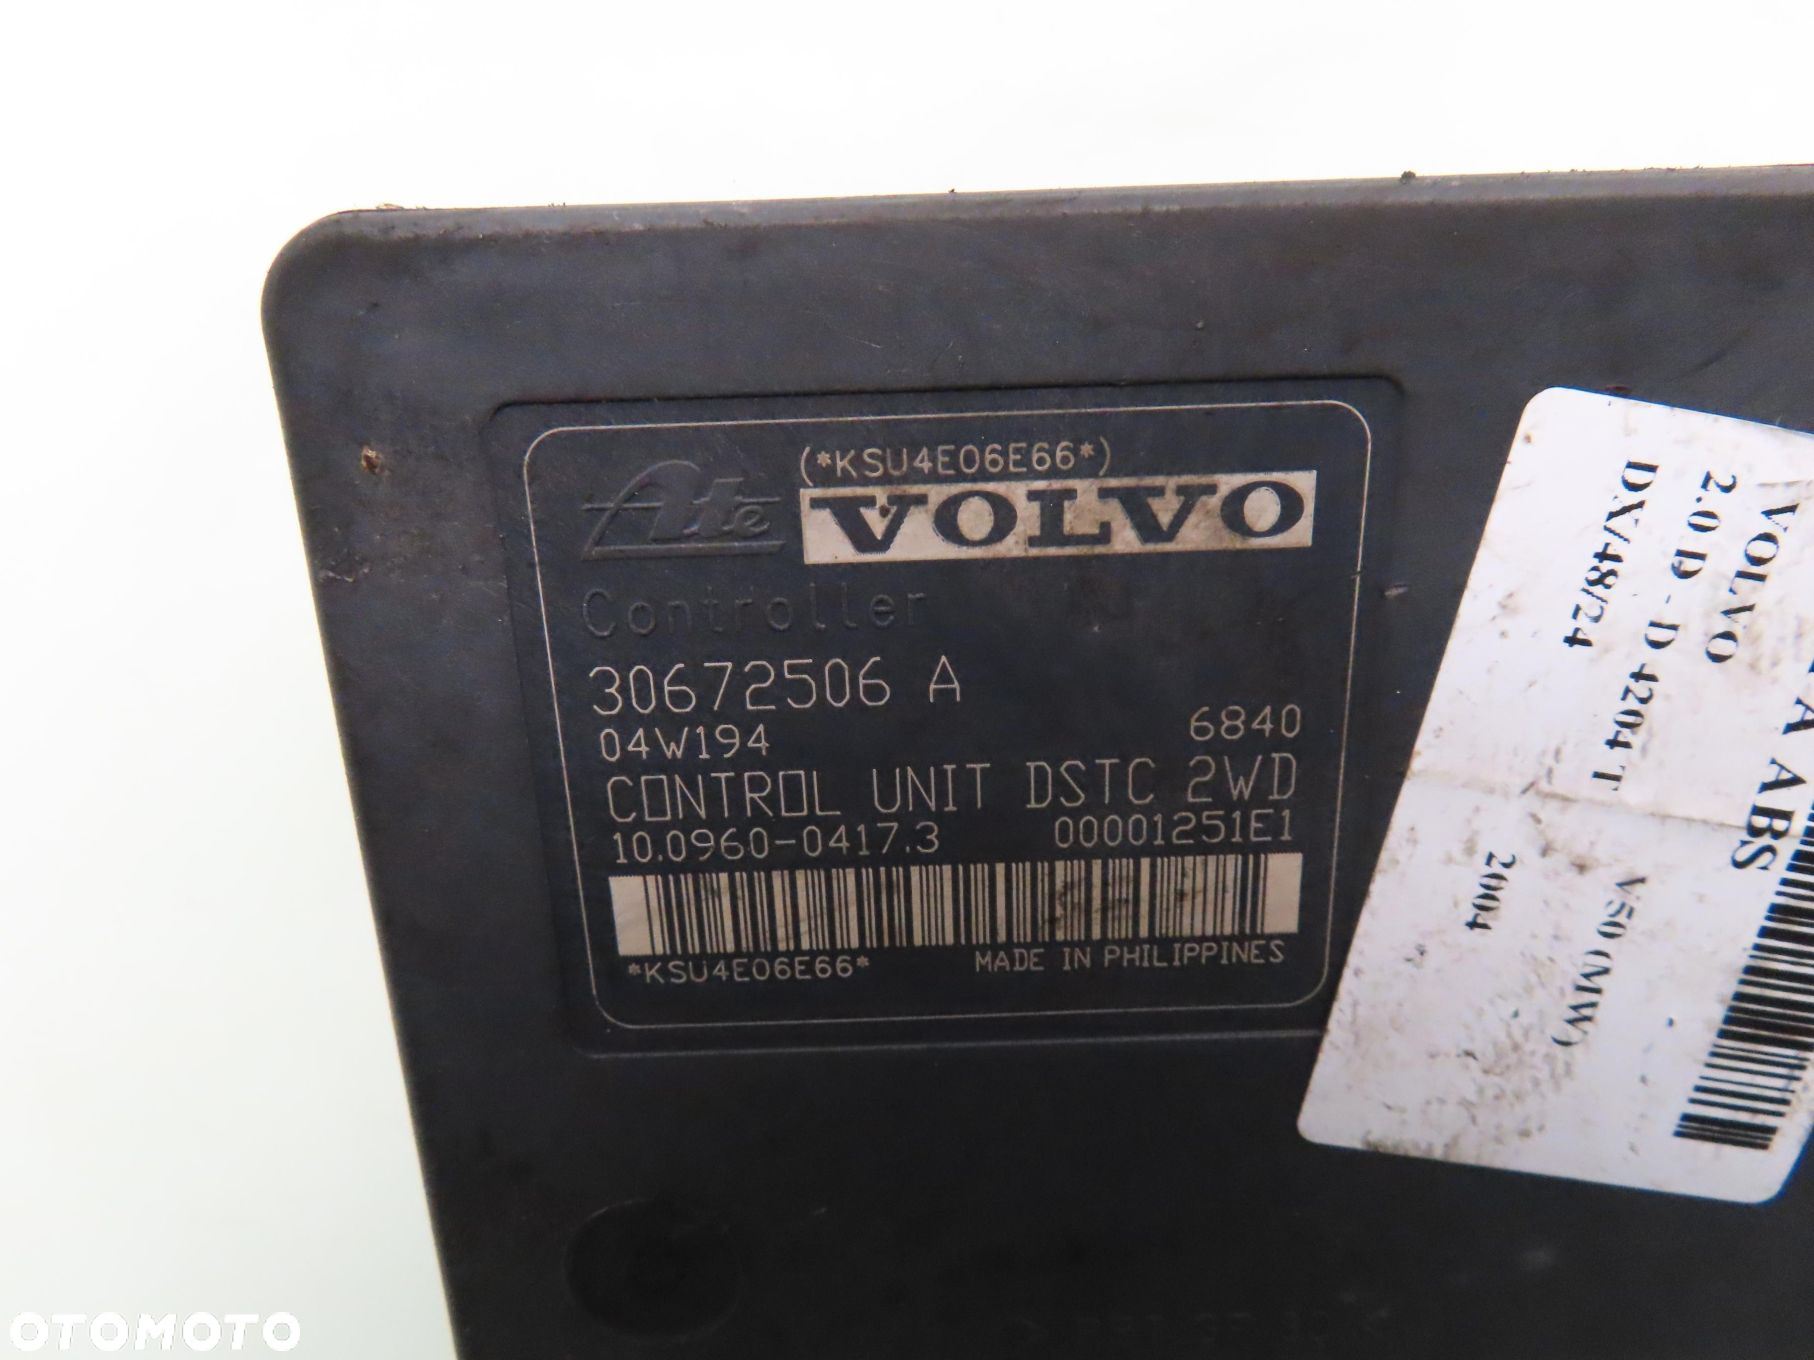 (*KSU4E06E66*)
Ate VOLVO
Controller
30672506 A
04W194 6840
CONTROL UNIT DSTC 2WD
10.0960-0417.3 00001251E1
*KSU4E06E66* MADE IN PHILIPPINES
A ABS
VOLVO V50 (MW)
2.0 D - D 4204 T 2004
DX/48/24
OTOMOTO